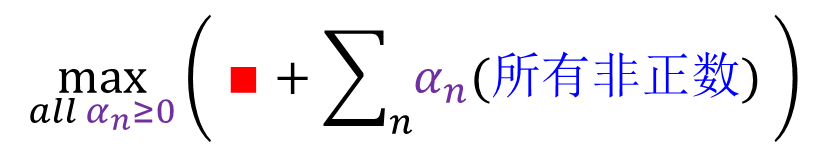 max all αₙ≥0 ( ■ + ∑ₙ αₙ(所有非正数) )